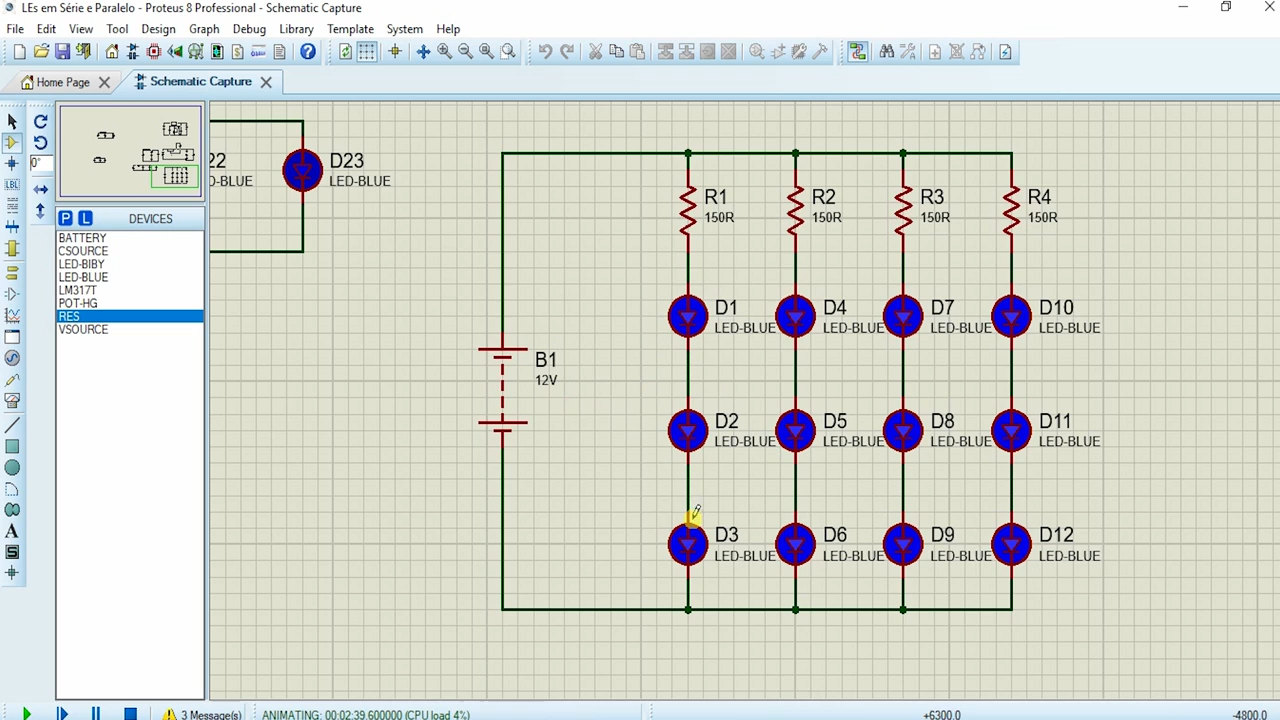 LEs em Série e Paralelo - Proteus 8 Professional - Schematic Capture
File Edit View Tool Design Graph Debug Library Template System Help
Home Page Schematic Capture
0°
P L DEVICES
BATTERY
CSOURCE
LED-BIBY
LED-BLUE
LM317T
POT-HG
RES
VSOURCE
LBL
A
S
22 D23
D-BLUE LED-BLUE
R1 R2 R3 R4
150R 150R 150R 150R
D1 D4 D7 D10
LED-BLUE LED-BLUE LED-BLUE LED-BLUE
B1
12V
D2 D5 D8 D11
LED-BLUE LED-BLUE LED-BLUE LED-BLUE
D3 D6 D9 D12
LED-BLUE LED-BLUE LED-BLUE LED-BLUE
3 Message(s) ANIMATING: 00:02:39.600000 (CPU load 4%) +6300.0 -4800.0